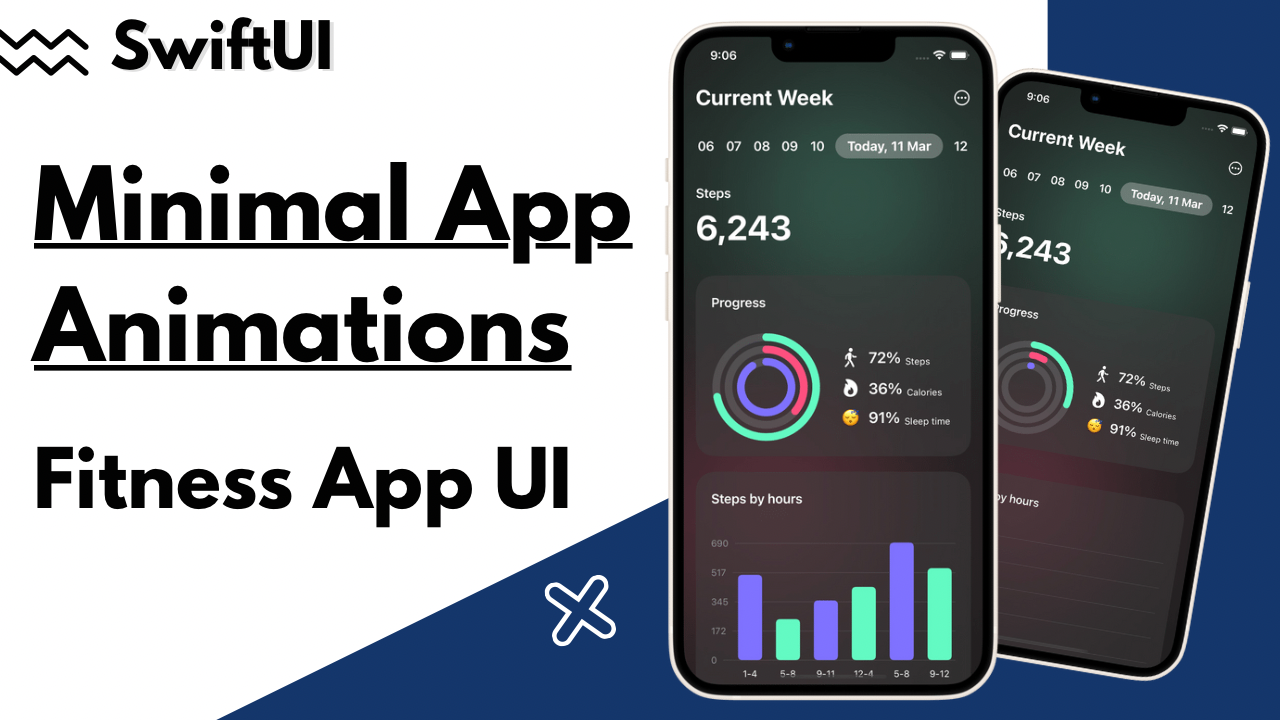 SwiftUI
Minimal App
Animations
Fitness App UI
9:06
Current Week
06 07 08 09 10 Today, 11 Mar 12
Steps
6,243
Progress
72% Steps
36% Calories
91% Sleep time
Steps by hours
690
517
345
172
0
1-4 5-8 9-11 12-4 5-8 9-12
9:06
Current Week
06 07 08 09 10 Today, 11 Mar 12
Steps
6,243
Progress
72% Steps
36% Calories
91% Sleep time
by hours